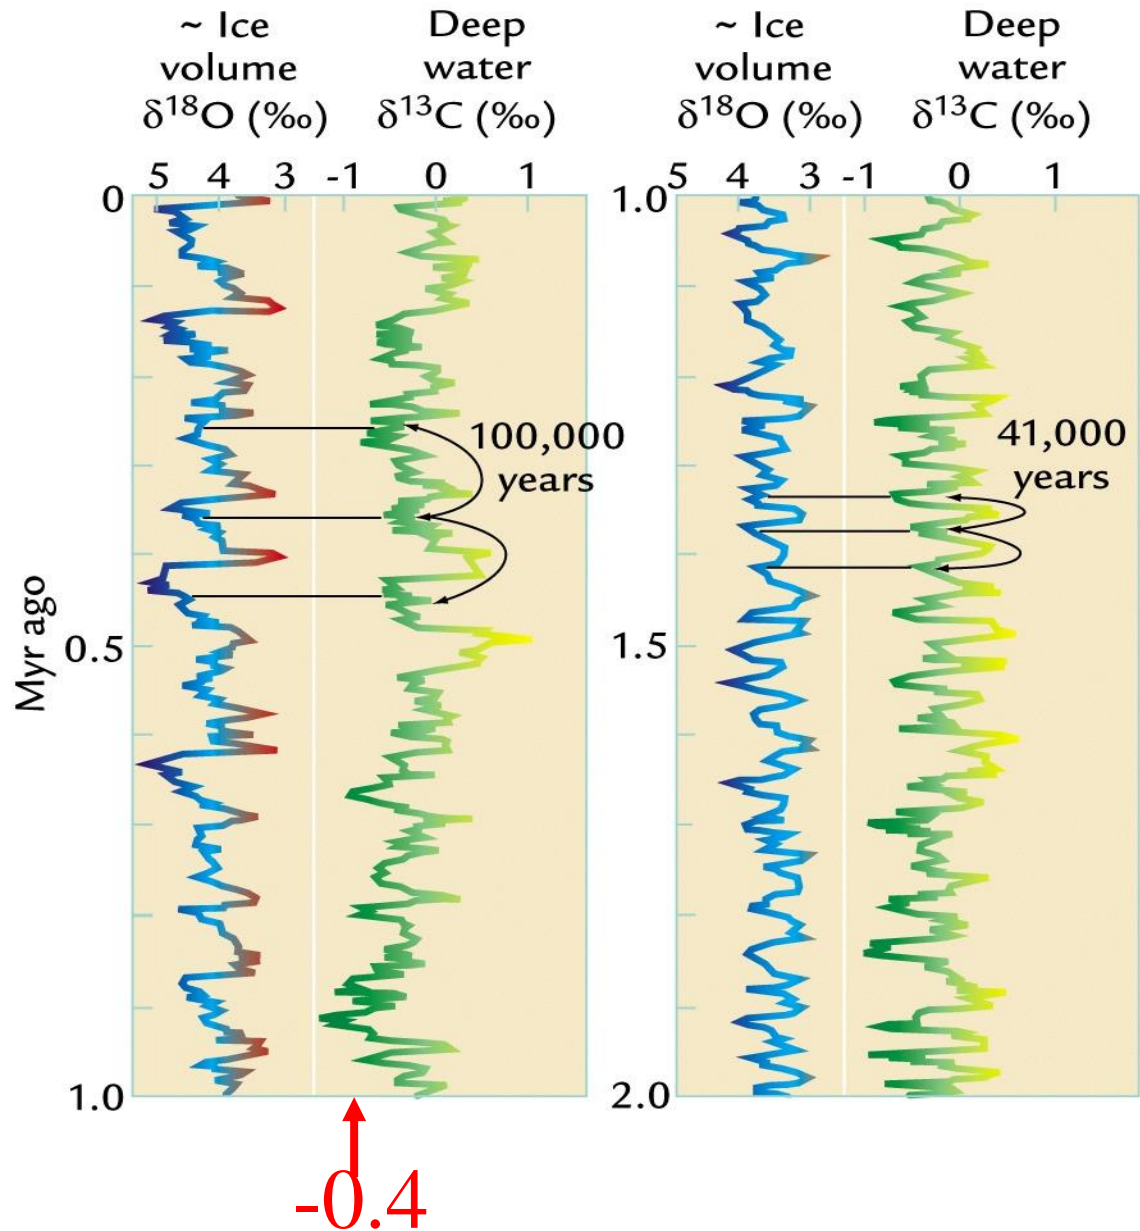 ~ Ice
volume
δ¹⁸O (‰)
Deep
water
δ¹³C (‰)
~ Ice
volume
δ¹⁸O (‰)
Deep
water
δ¹³C (‰)
5 4 3 -1 0 1
5 4 3 -1 0 1
0
0.5
1.0
Myr ago
100,000
years
1.0
1.5
2.0
41,000
years
-0.4